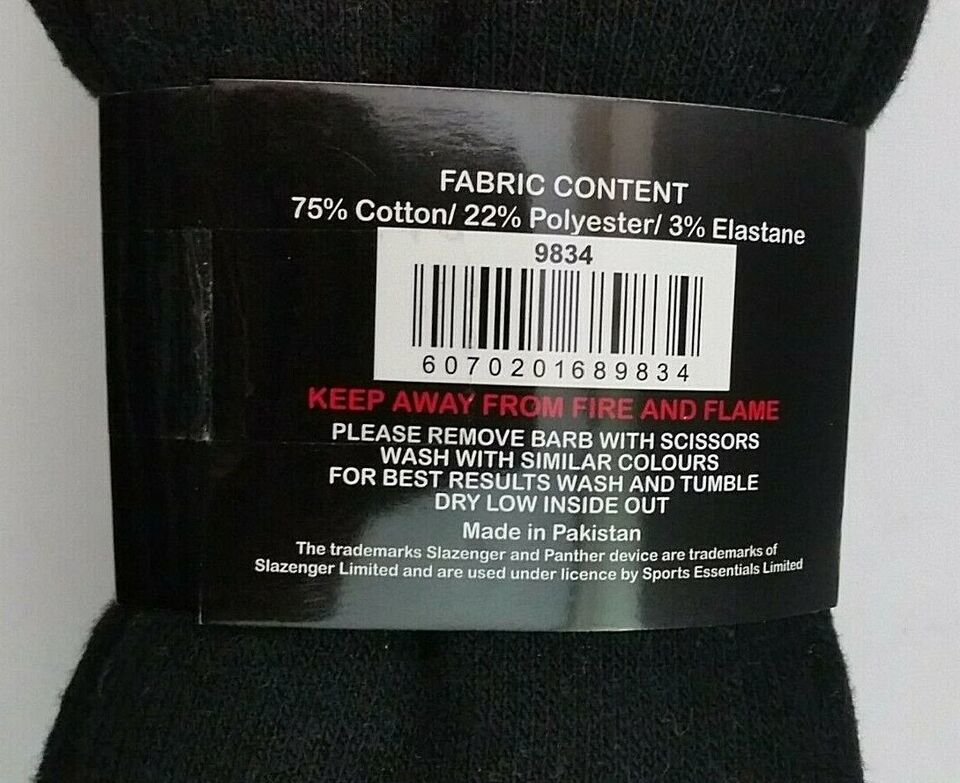 FABRIC CONTENT
75% Cotton/ 22% Polyester/ 3% Elastane
9834
6070201689834
KEEP AWAY FROM FIRE AND FLAME
PLEASE REMOVE BARB WITH SCISSORS
WASH WITH SIMILAR COLOURS
FOR BEST RESULTS WASH AND TUMBLE
DRY LOW INSIDE OUT
Made in Pakistan
The trademarks Slazenger and Panther device are trademarks of
Slazenger Limited and are used under licence by Sports Essentials Limited